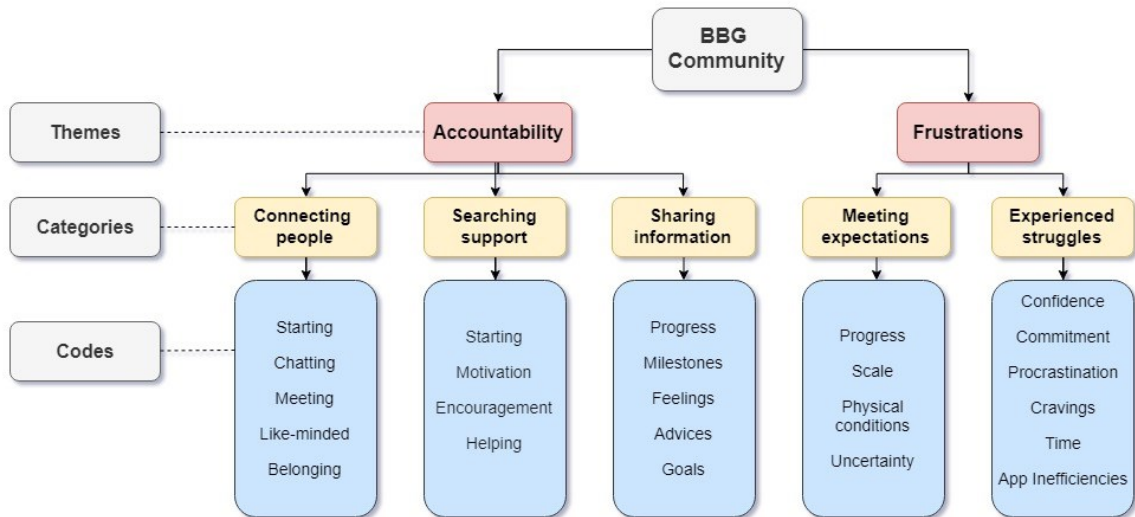 BBG
Community
Themes
Accountability
Frustrations
Categories
Connecting
people
Searching
support
Sharing
information
Meeting
expectations
Experienced
struggles
Codes
Starting
Chatting
Meeting
Like-minded
Belonging
Starting
Motivation
Encouragement
Helping
Progress
Milestones
Feelings
Advices
Goals
Progress
Scale
Physical
conditions
Uncertainty
Confidence
Commitment
Procrastination
Cravings
Time
App Inefficiencies